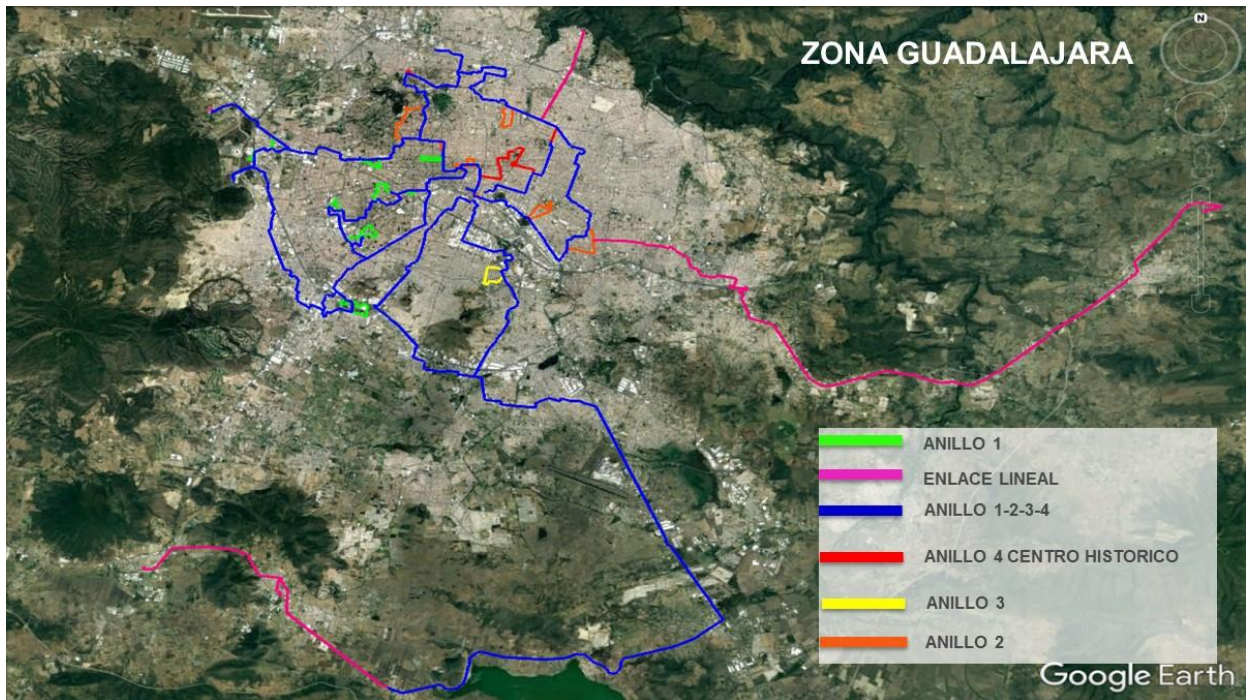 N
ZONA GUADALAJARA
ANILLO 1
ENLACE LINEAL
ANILLO 1-2-3-4
ANILLO 4 CENTRO HISTORICO
ANILLO 3
ANILLO 2
Google Earth